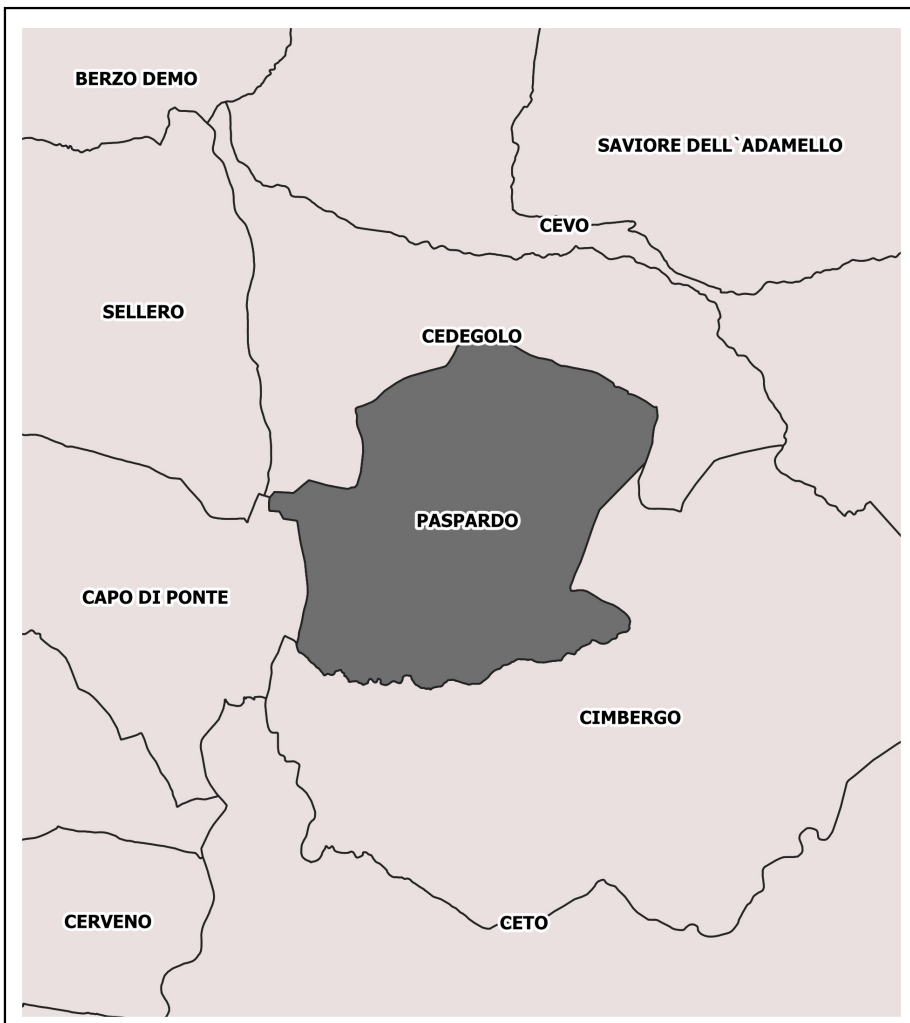 BERZO DEMO
SAVIORE DELL`ADAMELLO
CEVO
SELLERO
CEDEGOLO
PASPARDO
CAPO DI PONTE
CIMBERGO
CERVENO
CETO